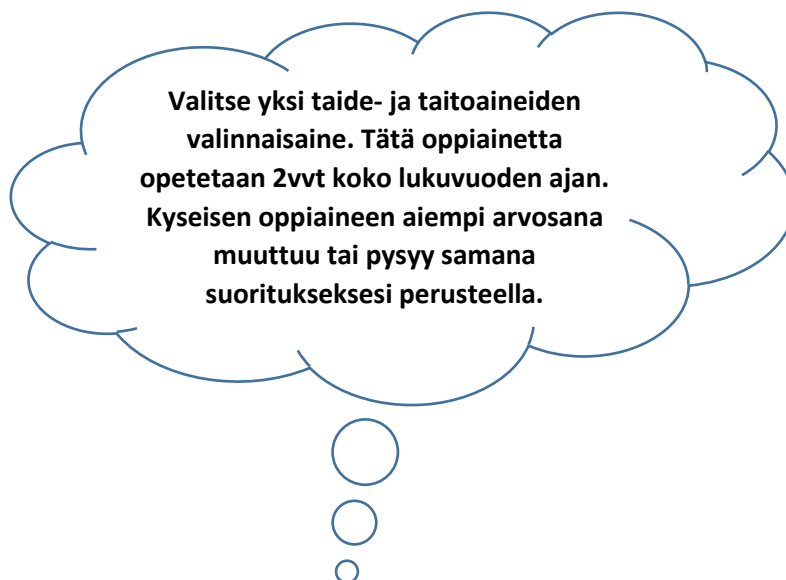 Valitse yksi taide- ja taitoaineiden
valinnaisaine. Tätä oppiainetta
opetetaan 2vvt koko lukuvuoden ajan.
Kyseisen oppiaineen aiempi arvosana
muuttuu tai pysyy samana
suoritukseksesi perusteella.